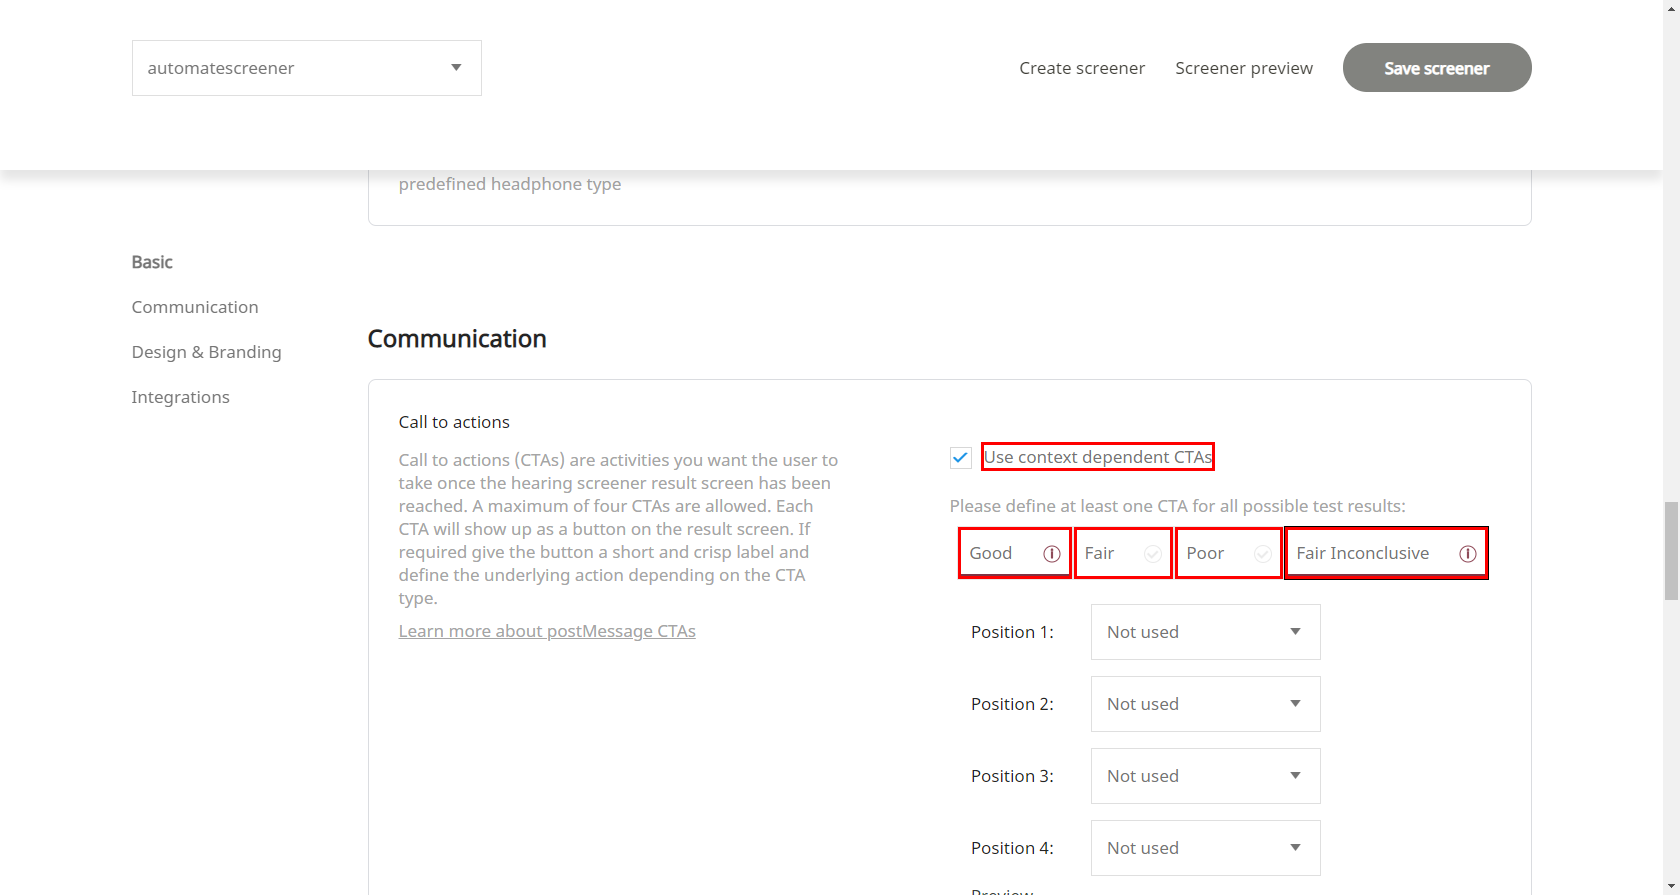 automatescreener
Create screener
Screener preview
Save screener
predefined headphone type
Basic
Communication
Design & Branding
Integrations
Communication
Call to actions
Call to actions (CTAs) are activities you want the user to
take once the hearing screener result screen has been
reached. A maximum of four CTAs are allowed. Each
CTA will show up as a button on the result screen. If
required give the button a short and crisp label and
define the underlying action depending on the CTA
type.
Learn more about postMessage CTAs
Use context dependent CTAs
Please define at least one CTA for all possible test results:
Good
Fair
Poor
Fair Inconclusive
Position 1:
Not used
Position 2:
Not used
Position 3:
Not used
Position 4:
Not used
Preview